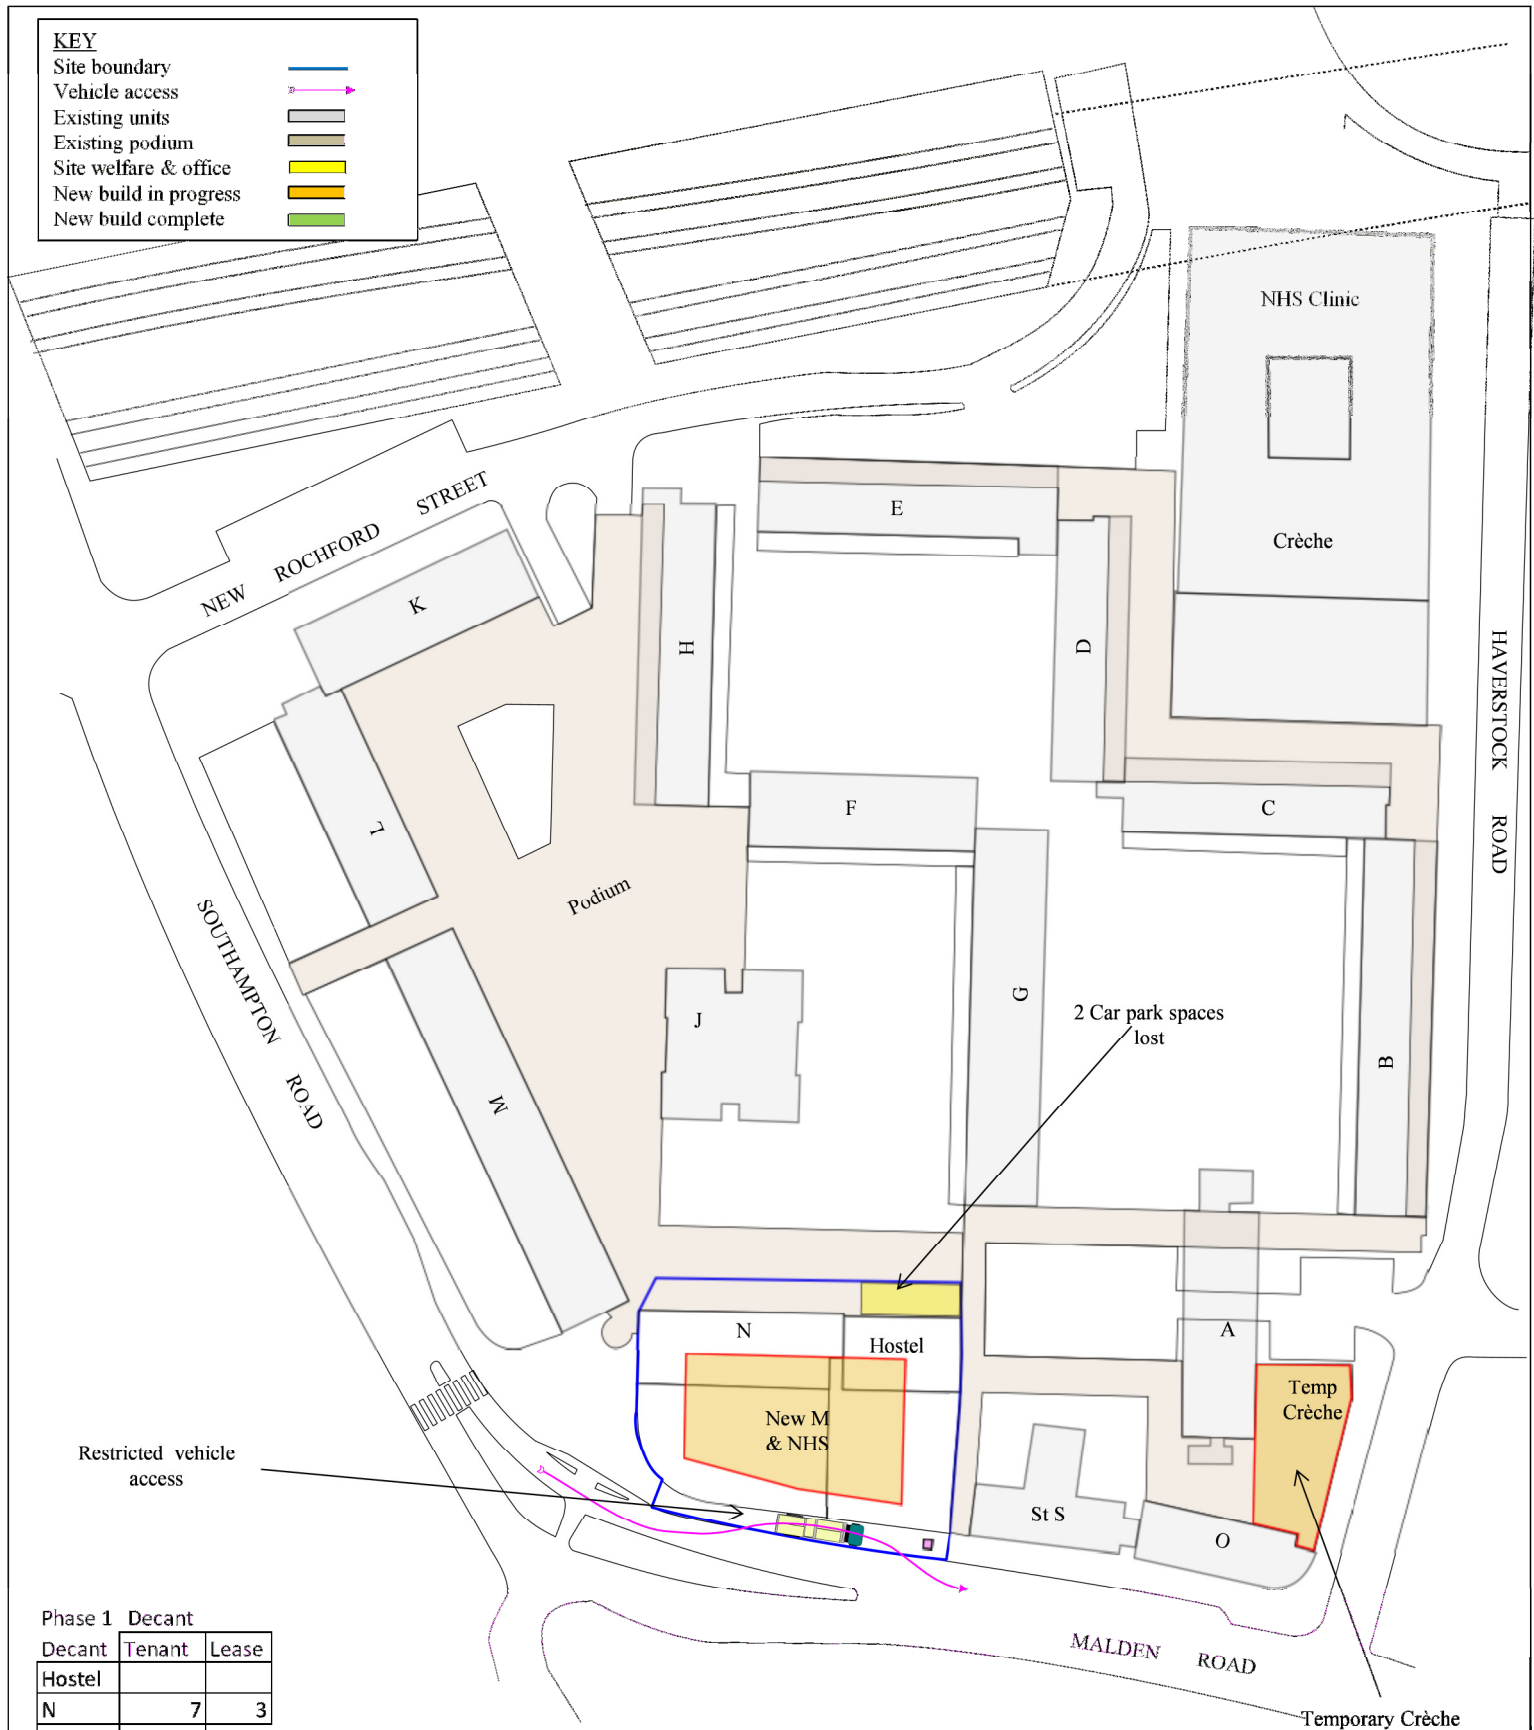 KEY
Site boundary
Vehicle access
Existing units
Existing podium
Site welfare & office
New build in progress
New build complete
NHS Clinic
Crèche
NEW ROCHFORD STREET
HAVERSTOCK ROAD
SOUTHAMPTON ROAD
E
K
H
D
F
C
L
Podium
G
J
2 Car park spaces
lost
B
M
N
Hostel
A
Temp
Crèche
New M
& NHS
Restricted vehicle
access
St S
O
MALDEN ROAD
Temporary Crèche
Phase 1 Decant
Decant Tenant Lease
Hostel
N 7 3